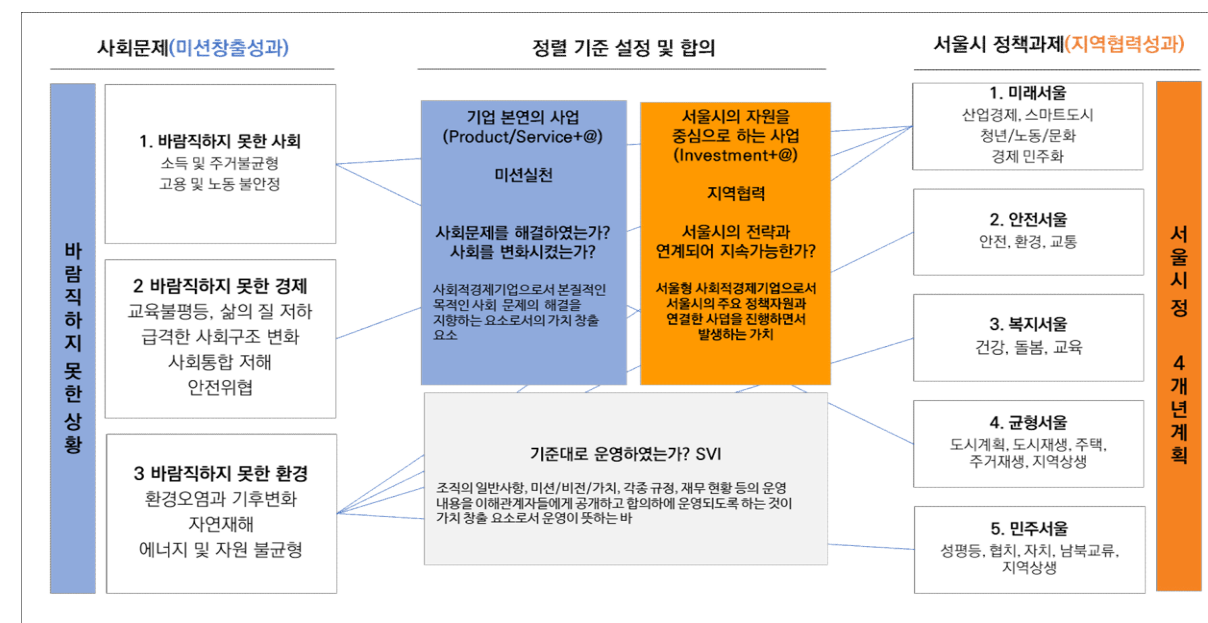 사회문제(미션창출성과)
정렬 기준 설정 및 합의
서울시 정책과제(지역협력성과)
바람직하지 못한 상황
1. 바람직하지 못한 사회
소득 및 주거불균형
고용 및 노동 불안정
2 바람직하지 못한 경제
교육불평등, 삶의 질 저하
급격한 사회구조 변화
사회통합 저해
안전위협
3 바람직하지 못한 환경
환경오염과 기후변화
자연재해
에너지 및 자원 불균형
기업 본연의 사업
(Product/Service+@)
미션실천
사회문제를 해결하였는가?
사회를 변화시켰는가?
사회적경제기업으로서 본질적인
목적인 사회 문제의 해결을
지향하는 요소로서의 가치 창출
요소
서울시의 자원을
중심으로 하는 사업
(Investment+@)
지역협력
서울시의 전략과
연계되어 지속가능한가?
서울형 사회적경제기업으로서
서울시의 주요 정책자원과
연결한 사뎝을 진행하면서
발생하는 가치
기준대로 운영하였는가? SVI
조직의 일반사항, 미션/비전/가치, 각종 규정, 재무 현황 등의 운영
내용을 이해관계자들에게 공개하고 합의하에 운영되도록 하는 것이
가치 창출 요소로서 운영이 뜻하는 바
1. 미래서울
산업경제, 스마트도시
청년/노동/문화
경제 민주화
2. 안전서울
안전, 환경, 교통
3. 복지서울
건강, 돌봄, 교육
4. 균형서울
도시계획, 도시재생, 주택,
주거재생, 지역상생
5. 민주서울
성평등, 협치, 자치, 남북교류,
지역상생
서울시정 4개년계획